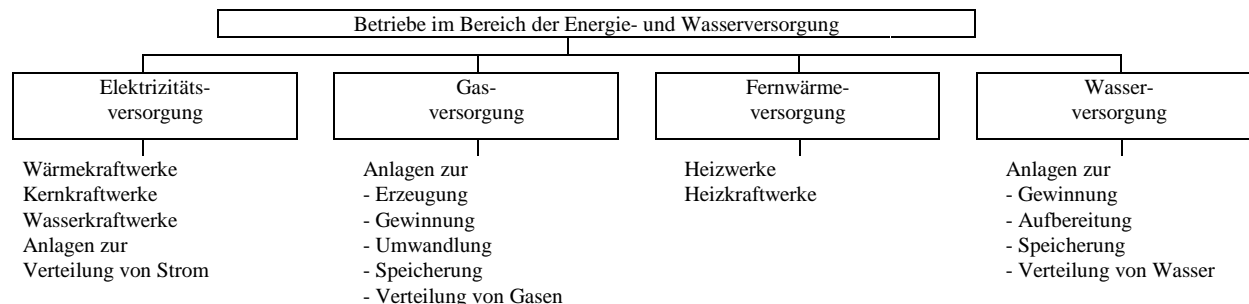 Betriebe im Bereich der Energie- und Wasserversorgung
Elektrizitäts-
versorgung
Wärmekraftwerke
Kernkraftwerke
Wasserkraftwerke
Anlagen zur
Verteilung von Strom
Gas-
versorgung
Anlagen zur
- Erzeugung
- Gewinnung
- Umwandlung
- Speicherung
- Verteilung von Gasen
Fernwärme-
versorgung
Heizwerke
Heizkraftwerke
Wasser-
versorgung
Anlagen zur
- Gewinnung
- Aufbereitung
- Speicherung
- Verteilung von Wasser